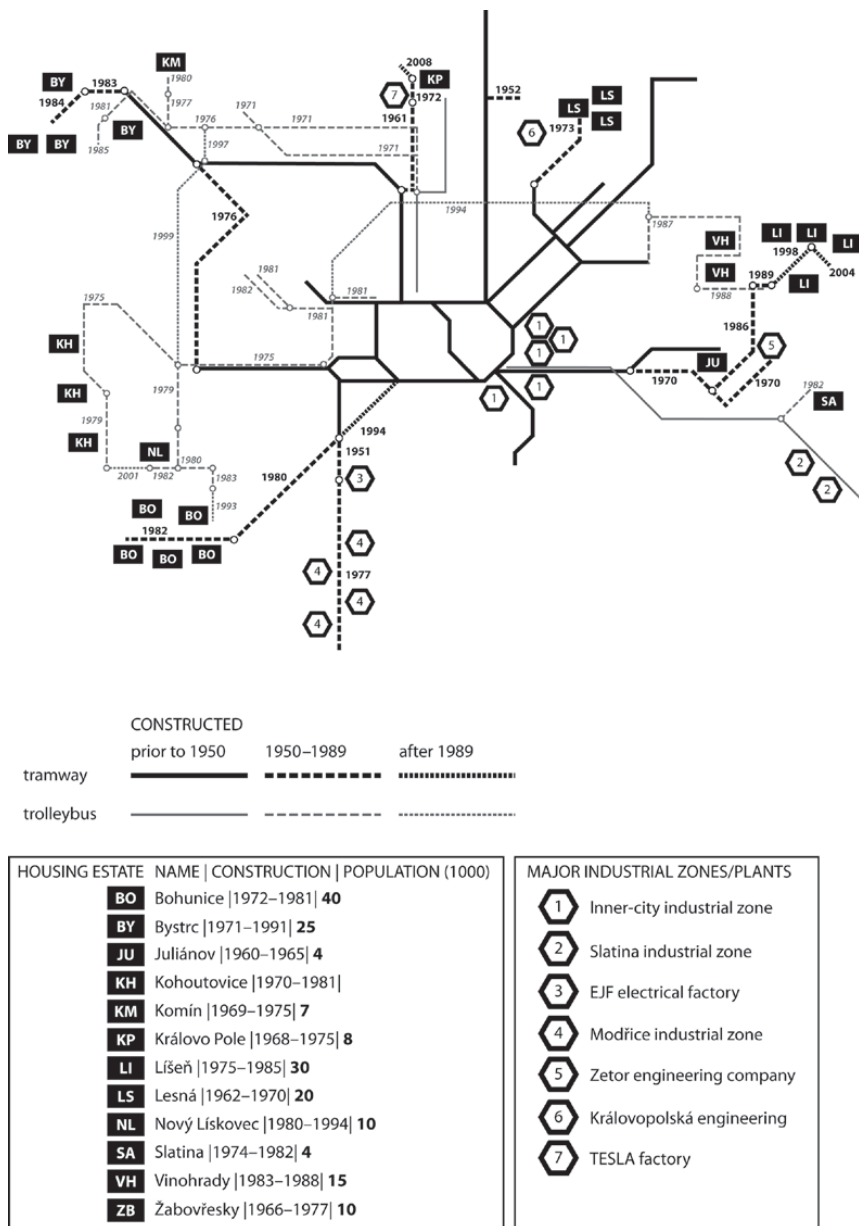 2008
KM
KP
BY
1983
1980
1952
LS
LS
7
1972
1984
1981
1977
1971
1961
6
1973
LS
BY
1976
1971
BY
BY
1985
1997
1971
1976
1994
1987
1999
VH
LI
LI
LI
1998
1981
VH
1989
2004
1982
1981
LI
1975
1981
1988
1986
1
KH
1
1
JU
5
1975
1970
1970
1982
KH
1979
1
1
SA
1979
1994
KH
NL
1951
2
1980
1980
2001
1982
1983
3
2
BO
1993
BO
1982
BO
BO
BO
4
4
1977
4
4
CONSTRUCTED
prior to 1950 1950–1989 after 1989
tramway
trolleybus
HOUSING ESTATE NAME | CONSTRUCTION | POPULATION (1000)
BO Bohunice |1972–1981| 40
BY Bystrc |1971–1991| 25
JU Juliánov |1960–1965| 4
KH Kohoutovice |1970–1981|
KM Komín |1969–1975| 7
KP Královo Pole |1968–1975| 8
LI Líšeň |1975–1985| 30
LS Lesná |1962–1970| 20
NL Nový Lískovec |1980–1994| 10
SA Slatina |1974–1982| 4
VH Vinohrady |1983–1988| 15
ZB Žabovřesky |1966–1977| 10
MAJOR INDUSTRIAL ZONES/PLANTS
1 Inner-city industrial zone
2 Slatina industrial zone
3 EJF electrical factory
4 Modřice industrial zone
5 Zetor engineering company
6 Královopolská engineering
7 TESLA factory